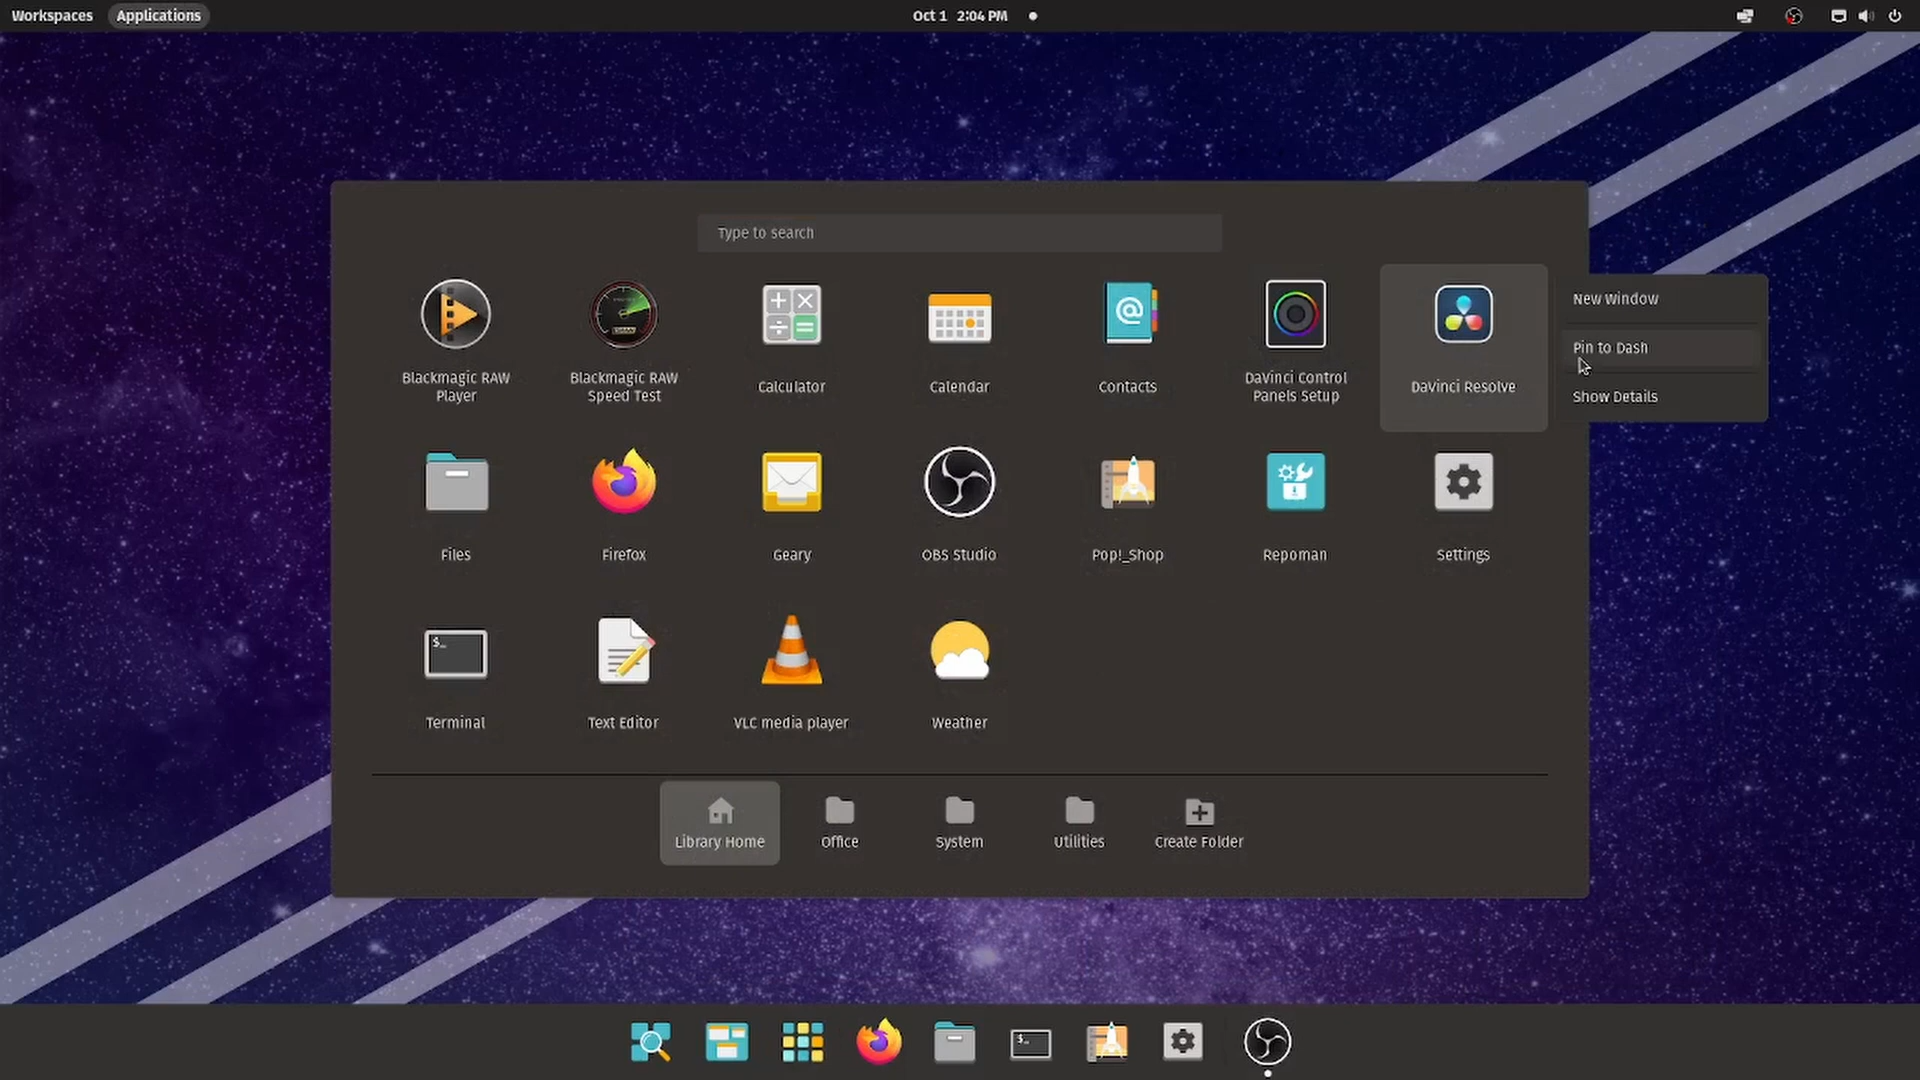 Workspaces
Applications
Oct 1 2:04 PM
Type to search
Blackmagic RAW
Player
Blackmagic RAW
Speed Test
Calculator
Calendar
Contacts
DaVinci Control
Panels Setup
DaVinci Resolve
New Window
Pin to Dash
Show Details
Files
Firefox
Geary
OBS Studio
Pop!_Shop
Repoman
Settings
$_
Terminal
Text Editor
VLC media player
Weather
Library Home
Office
System
Utilities
Create Folder
$_